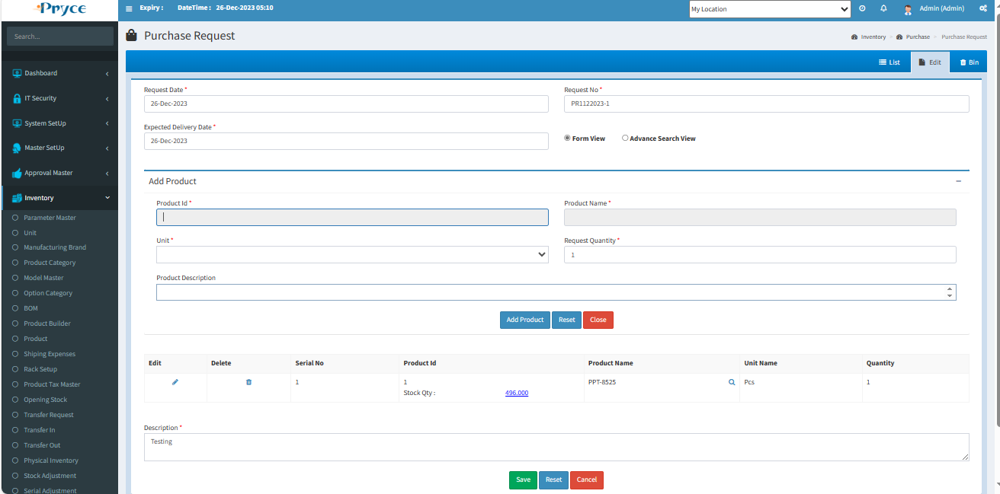 Pryce
Expiry : DateTime : 26-Dec-2023 05:10
My Location
Admin (Admin)
Search...
Dashboard
IT Security
System SetUp
Master SetUp
Approval Master
Inventory
Parameter Master
Unit
Manufacturing Brand
Product Category
Model Master
Option Category
BOM
Product Builder
Product
Shiping Expenses
Rack Setup
Product Tax Master
Opening Stock
Transfer Request
Transfer In
Transfer Out
Physical Inventory
Stock Adjustment
Serial Adjustment
Purchase Request
Inventory > Purchase > Purchase Request
List Edit Bin
Request Date * Request No *
26-Dec-2023 PR1122023-1
Expected Delivery Date *
26-Dec-2023 Form View Advance Search View
Add Product
Product Id * Product Name *
Unit * Request Quantity *
1
Product Description
Add Product Reset Close
Edit Delete Serial No Product Id Product Name Unit Name Quantity
1 1 PPT-8525 Pcs 1
Stock Qty : 496.000
Description *
Testing
Save Reset Cancel